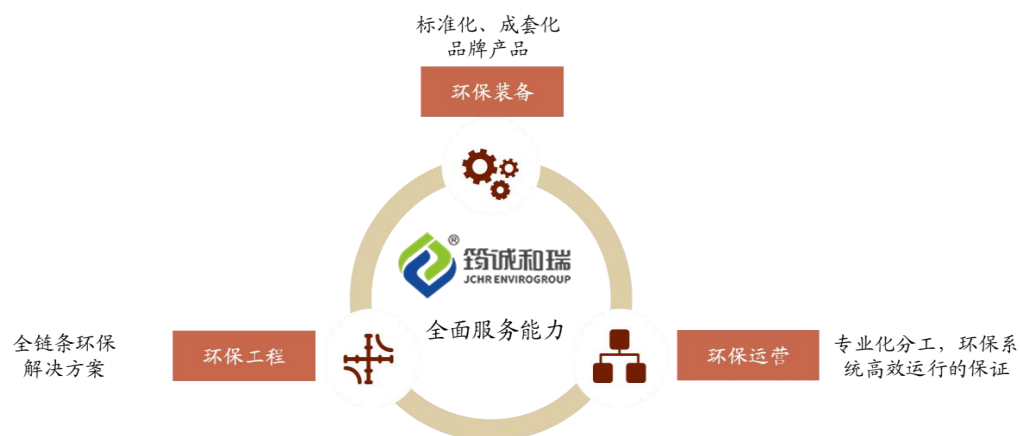 标准化、成套化
品牌产品
环保装备
®
筠诚和瑞
JCHR ENVIROGROUP
全面服务能力
全链条环保
解决方案
环保工程
环保运营
专业化分工，环保系
统高效运行的保证